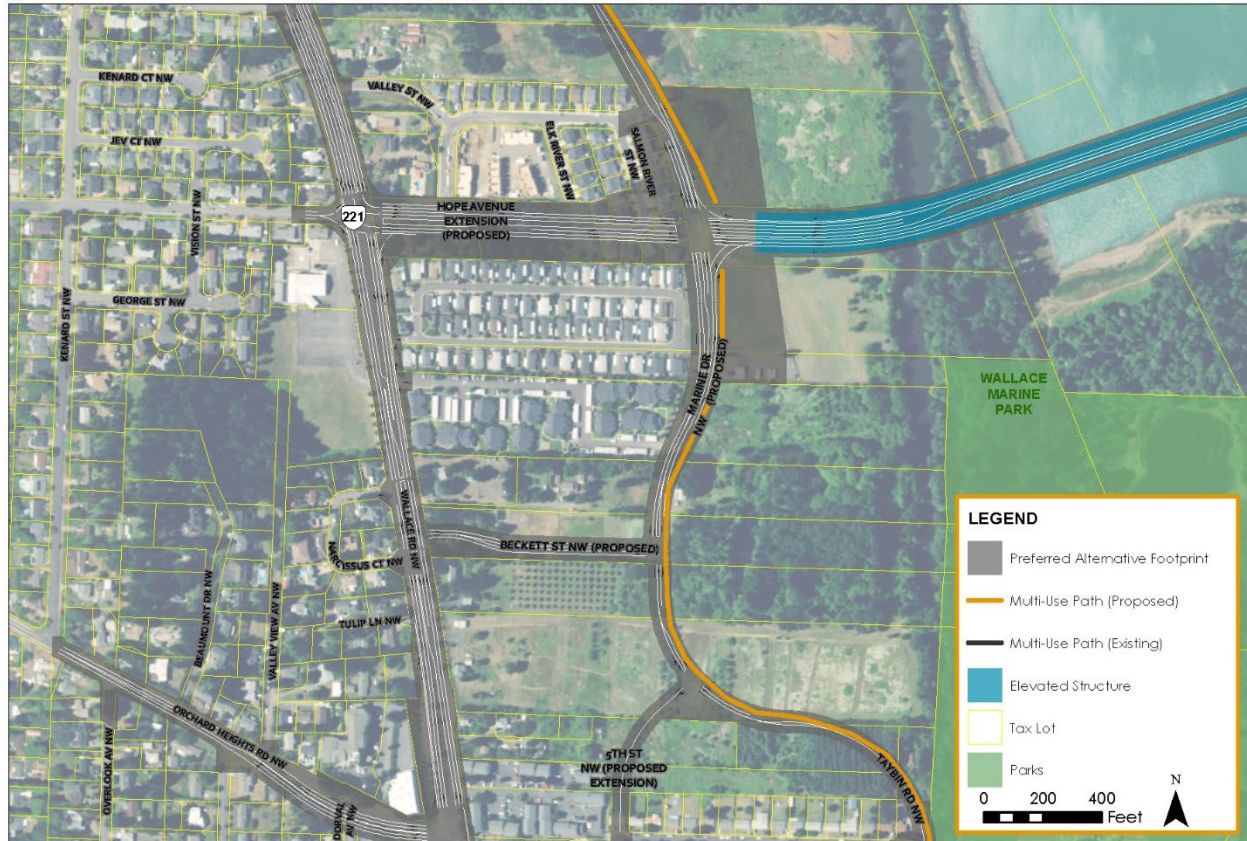 KENARD CT NW
JEV CT NW
VISION ST NW
GEORGE ST NW
KENARD ST NW
VALLEY ST NW
ELK RIVER ST NW
SALMON RIVER
ST NW
221
HOPE AVENUE
EXTENSION
(PROPOSED)
MARINE DR
NW (PROPOSED)
WALLACE
MARINE
PARK
WALLACE RD NW
BECKETT ST NW (PROPOSED)
NARCISSUS CT NW
TULIP LN NW
BEAUMOUNT DR NW
VALLEY VIEW AV NW
ORCHARD HEIGHTS RD NW
OVERLOOK AV NW
DORVAL
AV NW
5TH ST
NW (PROPOSED
EXTENSION)
TAYBIN RD NW
LEGEND
Preferred Alternative Footprint
Multi-Use Path (Proposed)
Multi-Use Path (Existing)
Elevated Structure
Tax Lot
Parks
N
0 200 400
Feet